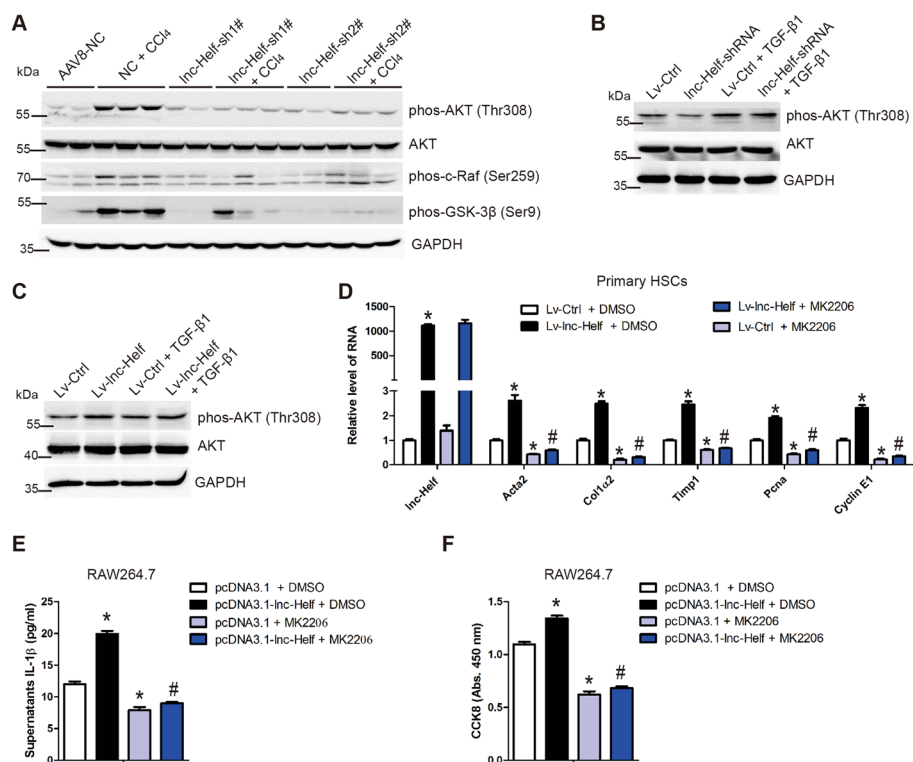 A
AAV8-NC
NC + CCl4
lnc-Helf-sh1#
lnc-Helf-sh1#
+ CCl4
lnc-Helf-sh2#
lnc-Helf-sh2#
+ CCl4
kDa
55
phos-AKT (Thr308)
AKT
70
phos-c-Raf (Ser259)
55
phos-GSK-3β (Ser9)
35
GAPDH
B
Lv-Ctrl
lnc-Helf-shRNA
Lv-Ctrl + TGF-β1
lnc-Helf-shRNA
+ TGF-β1
kDa
55
phos-AKT (Thr308)
55
AKT
35
GAPDH
C
Lv-Ctrl
Lv-lnc-Helf
Lv-Ctrl + TGF-β1
Lv-lnc-Helf
+ TGF-β1
kDa
55
phos-AKT (Thr308)
40
AKT
GAPDH
D
Primary HSCs
Lv-Ctrl + DMSO
Lv-lnc-Helf + DMSO
Lv-lnc-Helf + MK2206
Lv-Ctrl + MK2206
Relative level of RNA
1500
1000
500
4
3
2
1
0
*
* * #
* * #
* * #
* * #
* * #
lnc-Helf
Acta2
Col1α2
Timp1
Pcna
Cyclin E1
E
RAW264.7
pcDNA3.1 + DMSO
pcDNA3.1-lnc-Helf + DMSO
pcDNA3.1 + MK2206
pcDNA3.1-lnc-Helf + MK2206
Supernatants IL-1β (pg/ml)
25
20
15
10
5
0
* * #
F
RAW264.7
pcDNA3.1 + DMSO
pcDNA3.1-lnc-Helf + DMSO
pcDNA3.1 + MK2206
pcDNA3.1-lnc-Helf + MK2206
CCK8 (Abs. 450 nm)
1.5
1.0
0.5
0.0
* * #